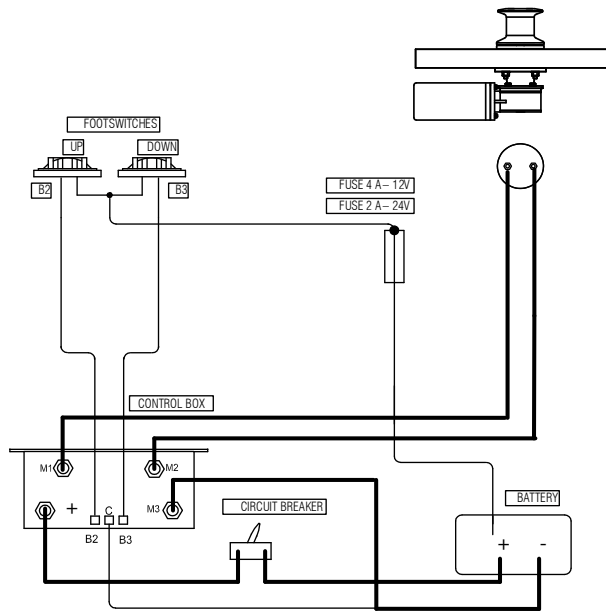 FOOTSWITCHES
UP
DOWN
B2
B3
FUSE 4 A– 12V
FUSE 2 A– 24V
CONTROL BOX
M1
M2
+
C
M3
B2
B3
CIRCUIT BREAKER
BATTERY
+
-